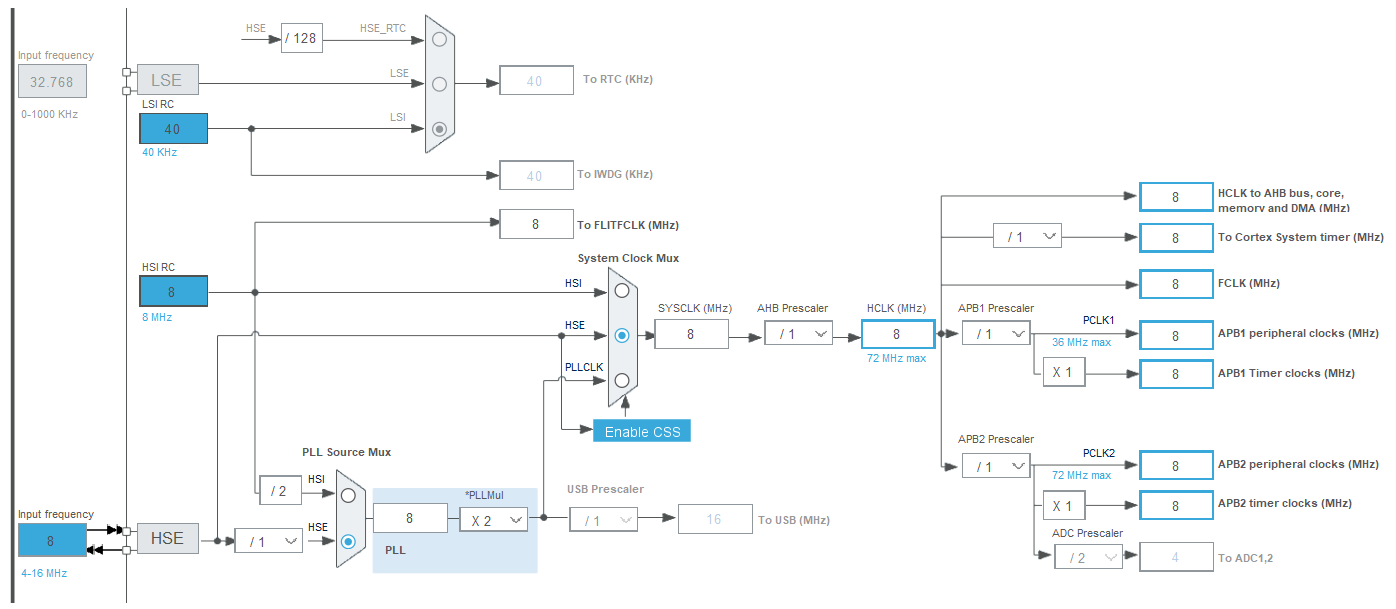 HSE
/ 128
HSE_RTC
Input frequency
32.768
0-1000 KHz
LSE
LSE
40
To RTC (KHz)
LSI RC
40
40 KHz
LSI
40
To IWDG (KHz)
8
To FLITFCLK (MHz)
HSI RC
8
8 MHz
System Clock Mux
HSI
HSE
PLLCLK
Enable CSS
SYSCLK (MHz)
8
AHB Prescaler
/ 1
HCLK (MHz)
8
72 MHz max
8
HCLK to AHB bus, core,
memory and DMA (MHz)
/ 1
8
To Cortex System timer (MHz)
8
FCLK (MHz)
APB1 Prescaler
/ 1
PCLK1
36 MHz max
8
APB1 peripheral clocks (MHz)
X 1
8
APB1 Timer clocks (MHz)
APB2 Prescaler
/ 1
PCLK2
72 MHz max
8
APB2 peripheral clocks (MHz)
X 1
8
APB2 timer clocks (MHz)
ADC Prescaler
/ 2
4
To ADC1,2
PLL Source Mux
/ 2
HSI
Input frequency
8
4-16 MHz
HSE
/ 1
HSE
8
PLL
*PLLMul
X 2
USB Prescaler
/ 1
16
To USB (MHz)